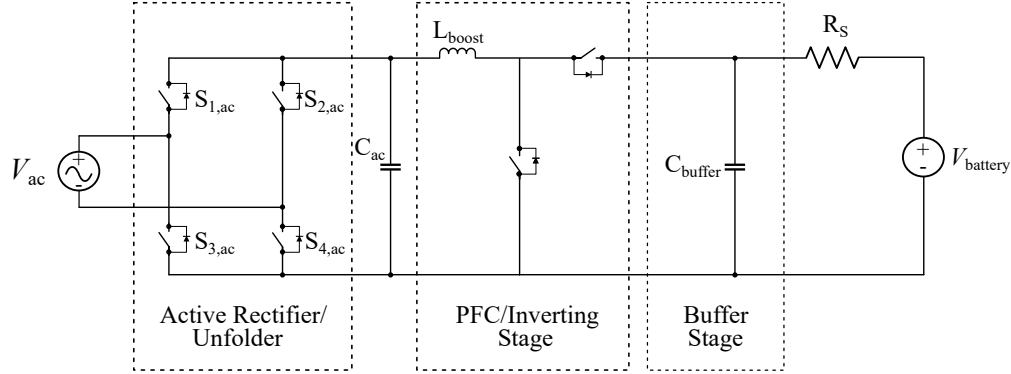 L_boost
R_S
S_1,ac
S_2,ac
V_ac
+
-
C_ac
C_buffer
+
-
V_battery
S_3,ac
S_4,ac
Active Rectifier/
Unfolder
PFC/Inverting
Stage
Buffer
Stage